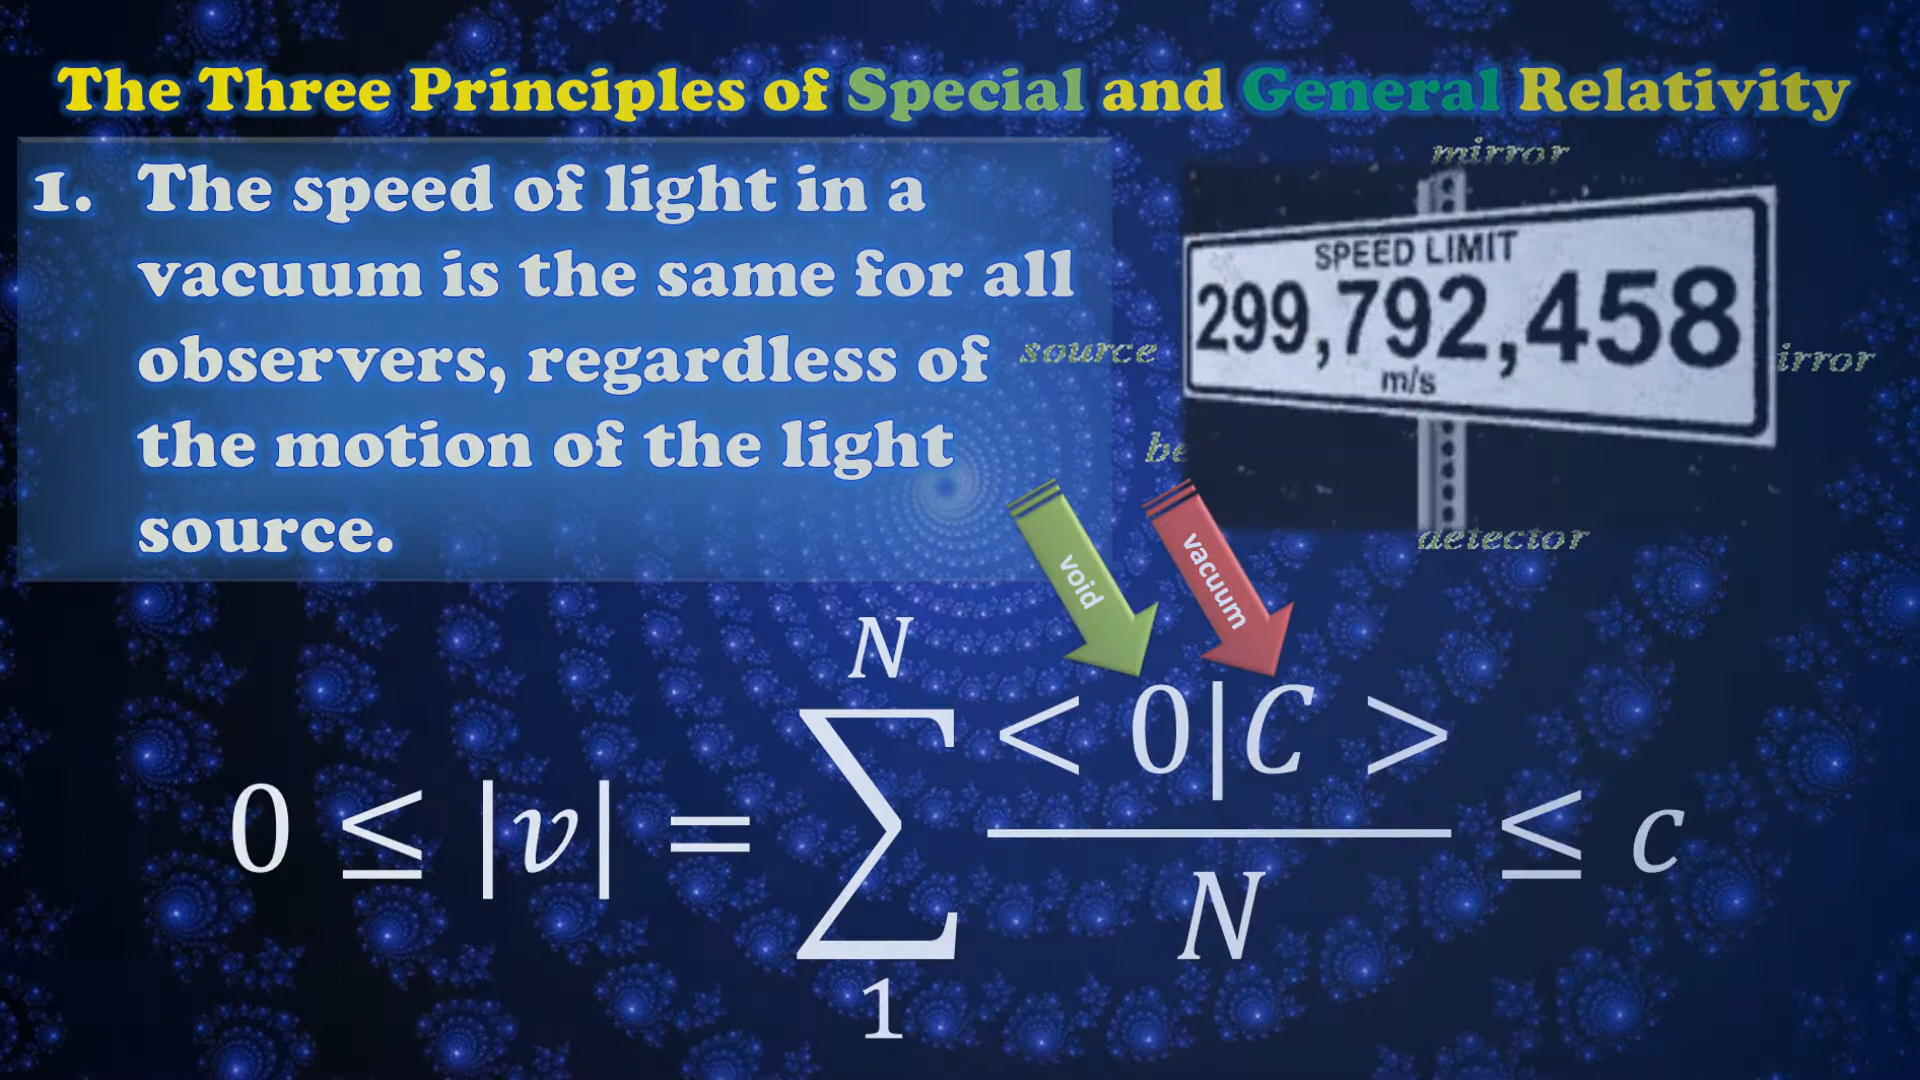 The Three Principles of Special and General Relativity
1. The speed of light in a
vacuum is the same for all
observers, regardless of
the motion of the light
source.
mirror
SPEED LIMIT
299,792,458
m/s
source
irror
be
detector
void
vacuum
0 ≤ |v| = ∑ N 1 < 0|C > / N ≤ c